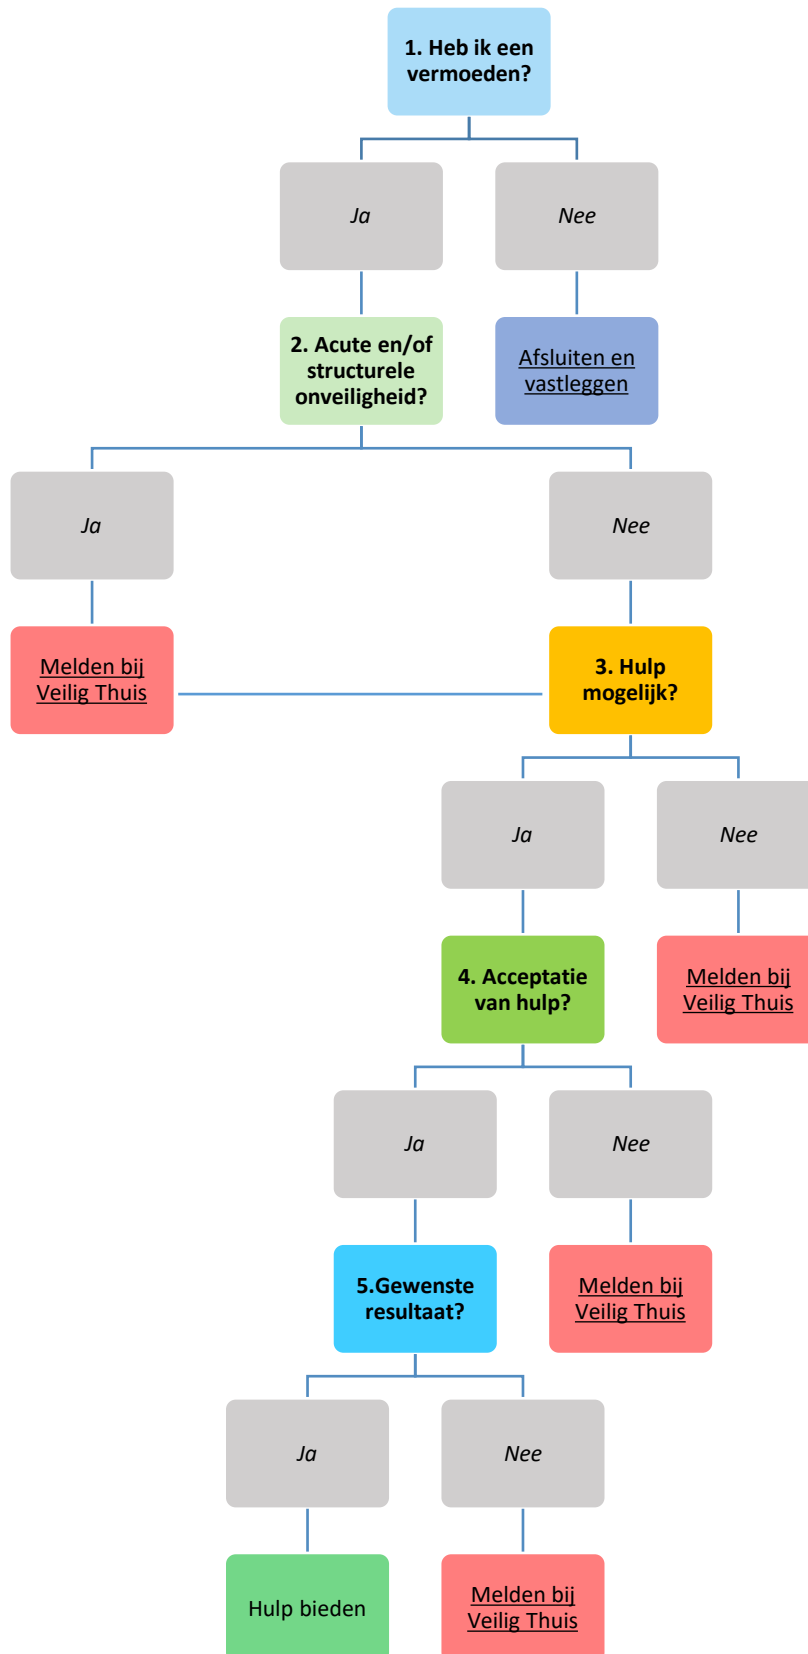 1. Heb ik een
vermoeden?
Ja
Nee
2. Acute en/of
structurele
onveiligheid?
Afsluiten en
vastleggen
Ja
Nee
Melden bij
Veilig Thuis
3. Hulp
mogelijk?
Ja
Nee
4. Acceptatie
van hulp?
Melden bij
Veilig Thuis
Ja
Nee
5.Gewenste
resultaat?
Melden bij
Veilig Thuis
Ja
Nee
Hulp bieden
Melden bij
Veilig Thuis